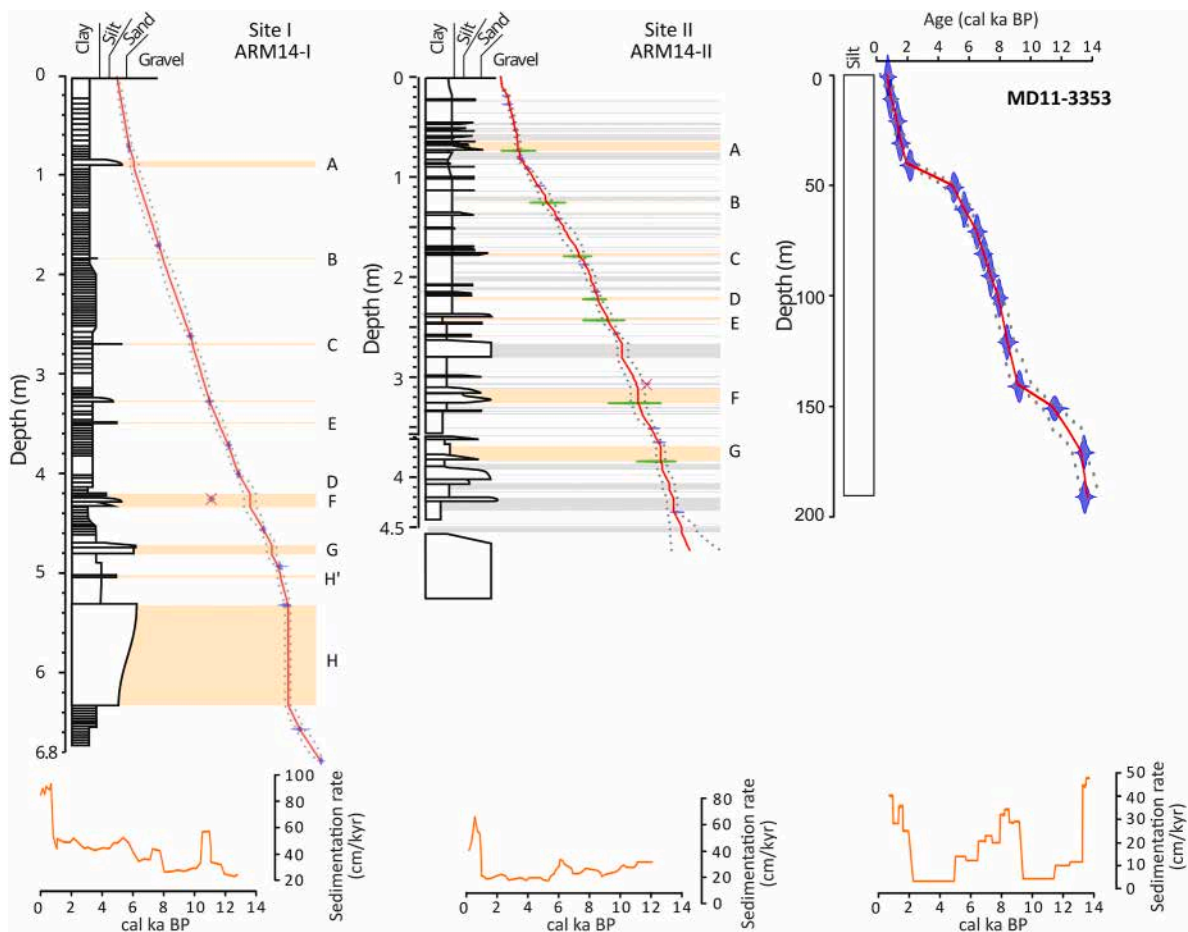 Clay
Silt
Sand
Gravel
Site I
ARM14-I
0
1
2
3
4
5
6
6.8
Depth (m)
A
B
C
E
D
F
G
H'
H
Clay
Silt
Sand
Gravel
Site II
ARM14-II
0
1
2
3
4
4.5
Depth (m)
A
B
C
D
E
F
G
Age (cal ka BP)
0 2 4 6 8 10 12 14
Silt
MD11-3353
0
50
100
150
200
Depth (m)
100
80
60
40
20
Sedimentation rate
(cm/kyr)
0 2 4 6 8 10 12 14
cal ka BP
80
60
40
20
0
Sedimentation rate
(cm/kyr)
0 2 4 6 8 10 12 14
cal ka BP
50
40
30
20
10
0
Sedimentation rate
(cm/kyr)
0 2 4 6 8 10 12 14
cal ka BP